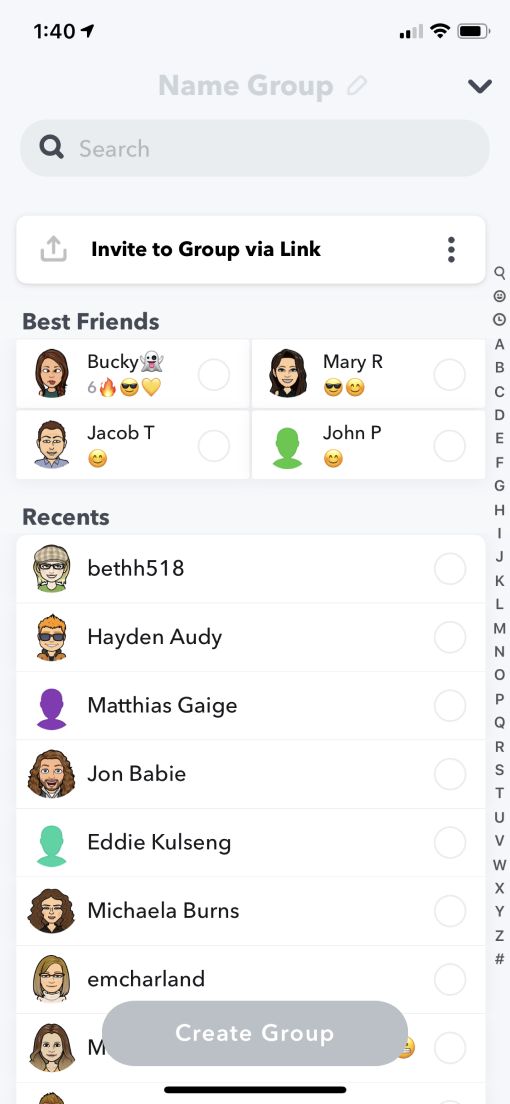 1:40
Name Group
Search
Invite to Group via Link
Best Friends
Bucky👻
6🔥😎💛
Mary R
😎😊
Jacob T
😊
John P
😊
Recents
bethh518
Hayden Audy
Matthias Gaige
Jon Babie
Eddie Kulseng
Michaela Burns
emcharland
M
Create Group
A
B
C
D
E
F
G
H
I
J
K
L
M
N
O
P
Q
R
S
T
U
V
W
X
Y
Z
#